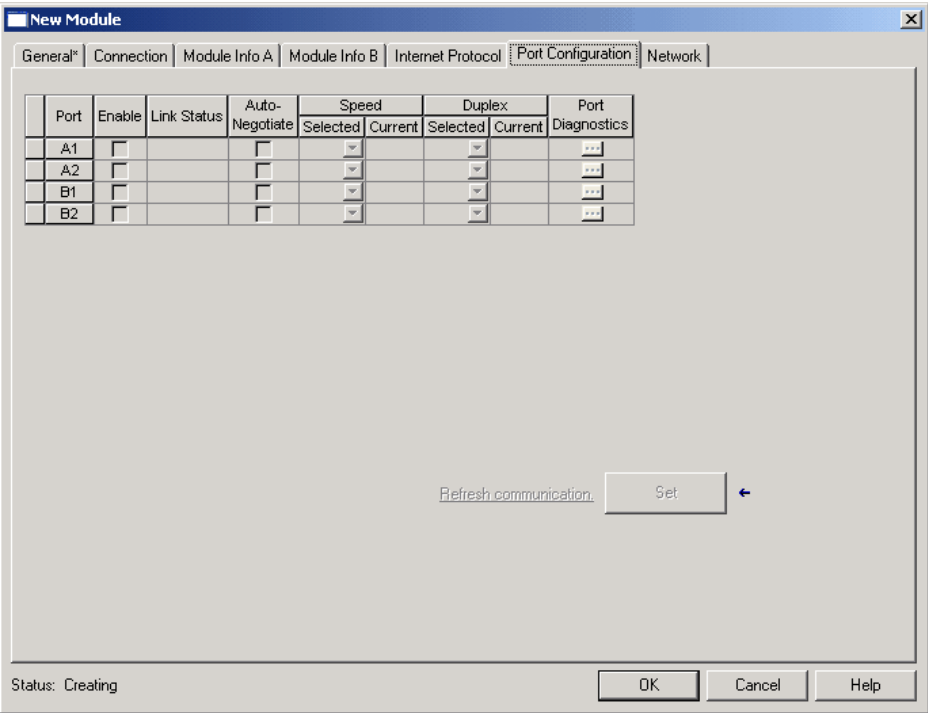 New Module
General* Connection Module Info A Module Info B Internet Protocol Port Configuration Network
Port Enable Link Status Auto-Negotiate Speed Duplex Port Diagnostics
Selected Current Selected Current
A1
A2
B1
B2
Refresh communication. Set
Status: Creating OK Cancel Help